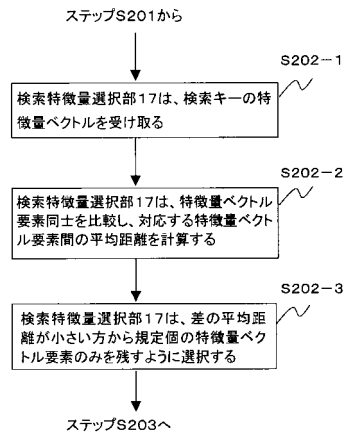 ステップS201から
S202-1
検索特徴量選択部17は、検索キーの特
徴量ベクトルを受け取る
S202-2
検索特徴量選択部17は、特徴量ベクトル
要素同士を比較し、対応する特徴量ベクト
ル要素間の平均距離を計算する
S202-3
検索特徴量選択部17は、差の平均距
離が小さい方から規定個の特徴量ベク
トル要素のみを残すように選択する
ステップS203へ